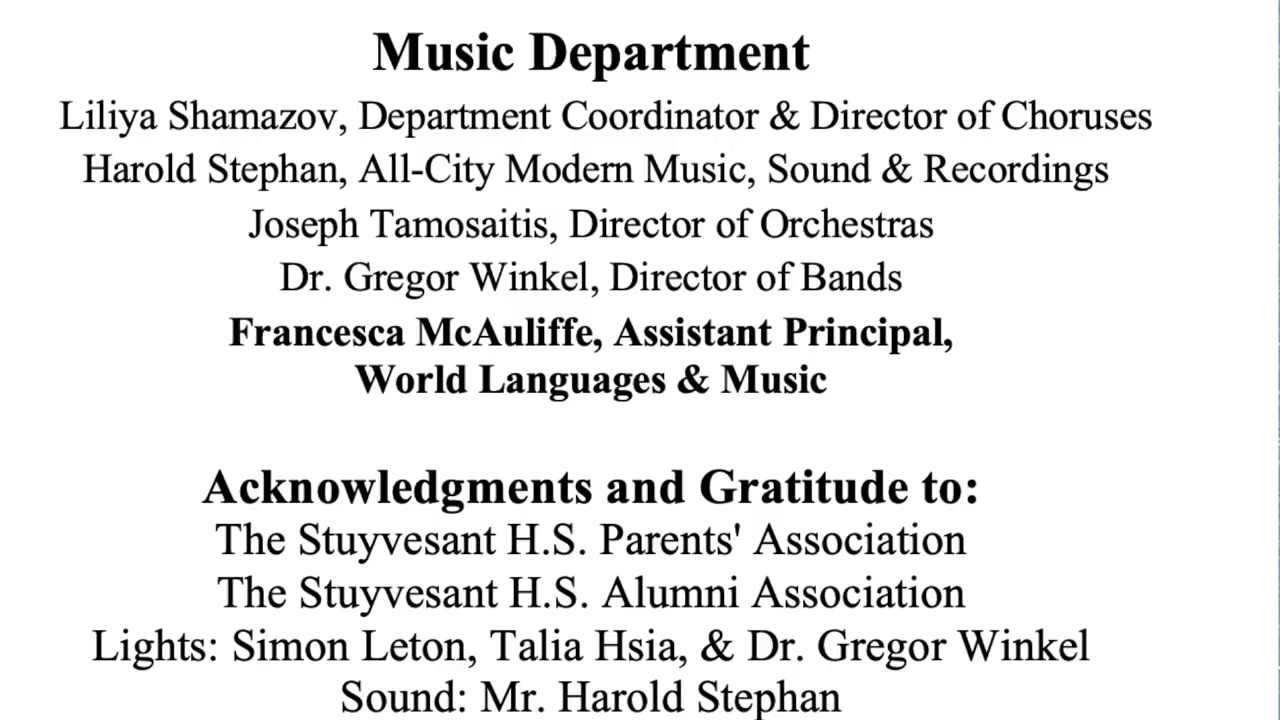 Music Department
Liliya Shamazov, Department Coordinator & Director of Choruses
Harold Stephan, All-City Modern Music, Sound & Recordings
Joseph Tamosaitis, Director of Orchestras
Dr. Gregor Winkel, Director of Bands
Francesca McAuliffe, Assistant Principal,
World Languages & Music
Acknowledgments and Gratitude to:
The Stuyvesant H.S. Parents' Association
The Stuyvesant H.S. Alumni Association
Lights: Simon Leton, Talia Hsia, & Dr. Gregor Winkel
Sound: Mr. Harold Stephan